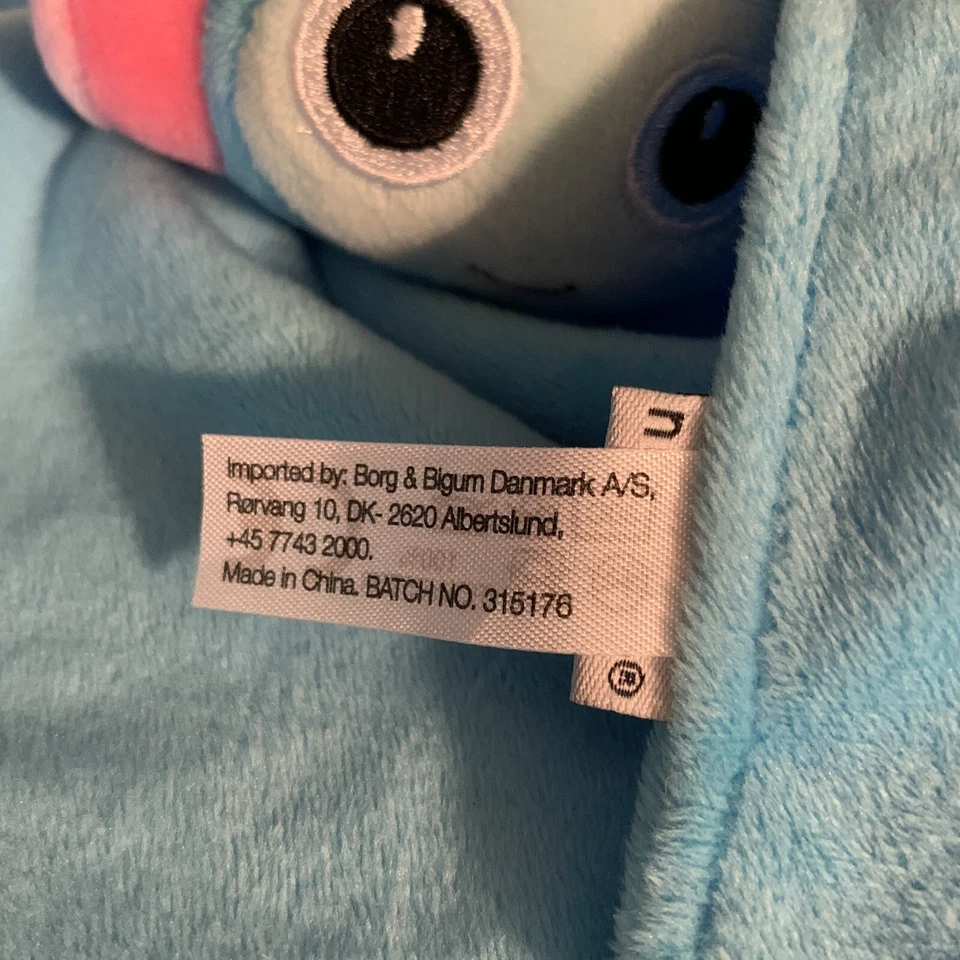 Imported by: Borg & Bigum Danmark A/S,
Rørvang 10, DK- 2620 Albertslund,
+45 7743 2000.
Made in China. BATCH NO. 315176
®